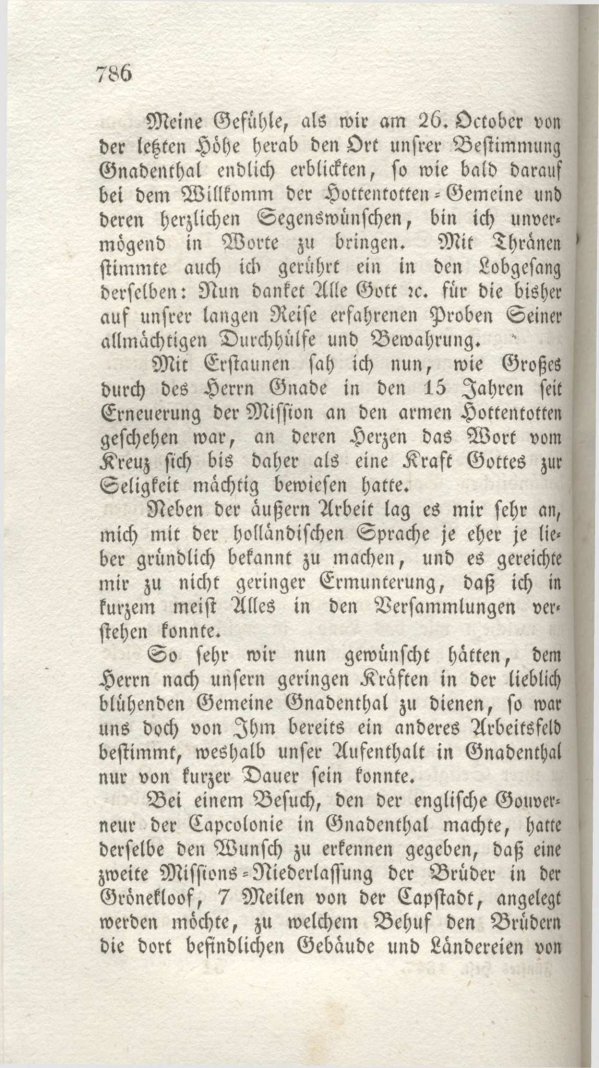 786
Meine Gefühle, als wir am 26. October von
der letzten Höhe herab den Ort unsrer Bestimmung
Gnadenthal endlich erblickten, so wie bald darauf
bei dem Willkomm der Hottentotten-Gemeine und
deren herzlichen Segenswünschen, bin ich unver-
mögend in Worte zu bringen. Mit Thränen
stimmte auch ich gerührt ein in den Lobgesang
derselben: Nun danket Alle Gott ꝛc. für die bisher
auf unsrer langen Reise erfahrenen Proben Seiner
allmächtigen Durchhülfe und Bewahrung.
Mit Erstaunen sah ich nun, wie Großes
durch des Herrn Gnade in den 15 Jahren seit
Erneuerung der Mission an den armen Hottentotten
geschehen war, an deren Herzen das Wort vom
Kreuz sich bis daher als eine Kraft Gottes zur
Seligkeit mächtig bewiesen hatte.
Neben der äußern Arbeit lag es mir sehr an,
mich mit der holländischen Sprache je eher je lie-
ber gründlich bekannt zu machen, und es gereichte
mir zu nicht geringer Ermunterung, daß ich in
kurzem meist Alles in den Versammlungen ver-
stehen konnte.
So sehr wir nun gewünscht hätten, dem
Herrn nach unsern geringen Kräften in der lieblich
blühenden Gemeine Gnadenthal zu dienen, so war
uns doch von Ihm bereits ein anderes Arbeitsfeld
bestimmt, weshalb unser Aufenthalt in Gnadenthal
nur von kurzer Dauer sein konnte.
Bei einem Besuch, den der englische Gouver-
neur der Capcolonie in Gnadenthal machte, hatte
derselbe den Wunsch zu erkennen gegeben, daß eine
zweite Missions-Niederlassung der Brüder in der
Grönekloof, 7 Meilen von der Capstadt, angelegt
werden möchte, zu welchem Behuf den Brüdern
die dort befindlichen Gebäude und Ländereien von